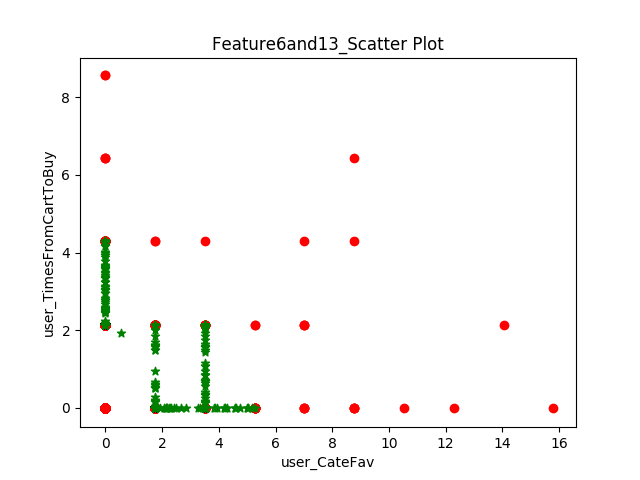 Feature6and13_Scatter Plot
8
6
4
2
0
user_TimesFromCartToBuy
0 2 4 6 8 10 12 14 16
user_CateFav